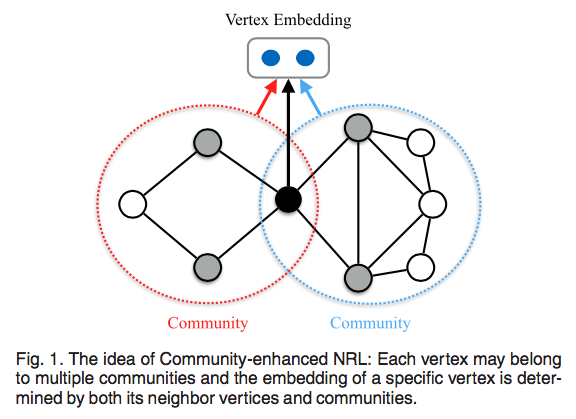 Vertex Embedding
Community
Community
Fig. 1. The idea of Community-enhanced NRL: Each vertex may belong
to multiple communities and the embedding of a specific vertex is deter-
mined by both its neighbor vertices and communities.